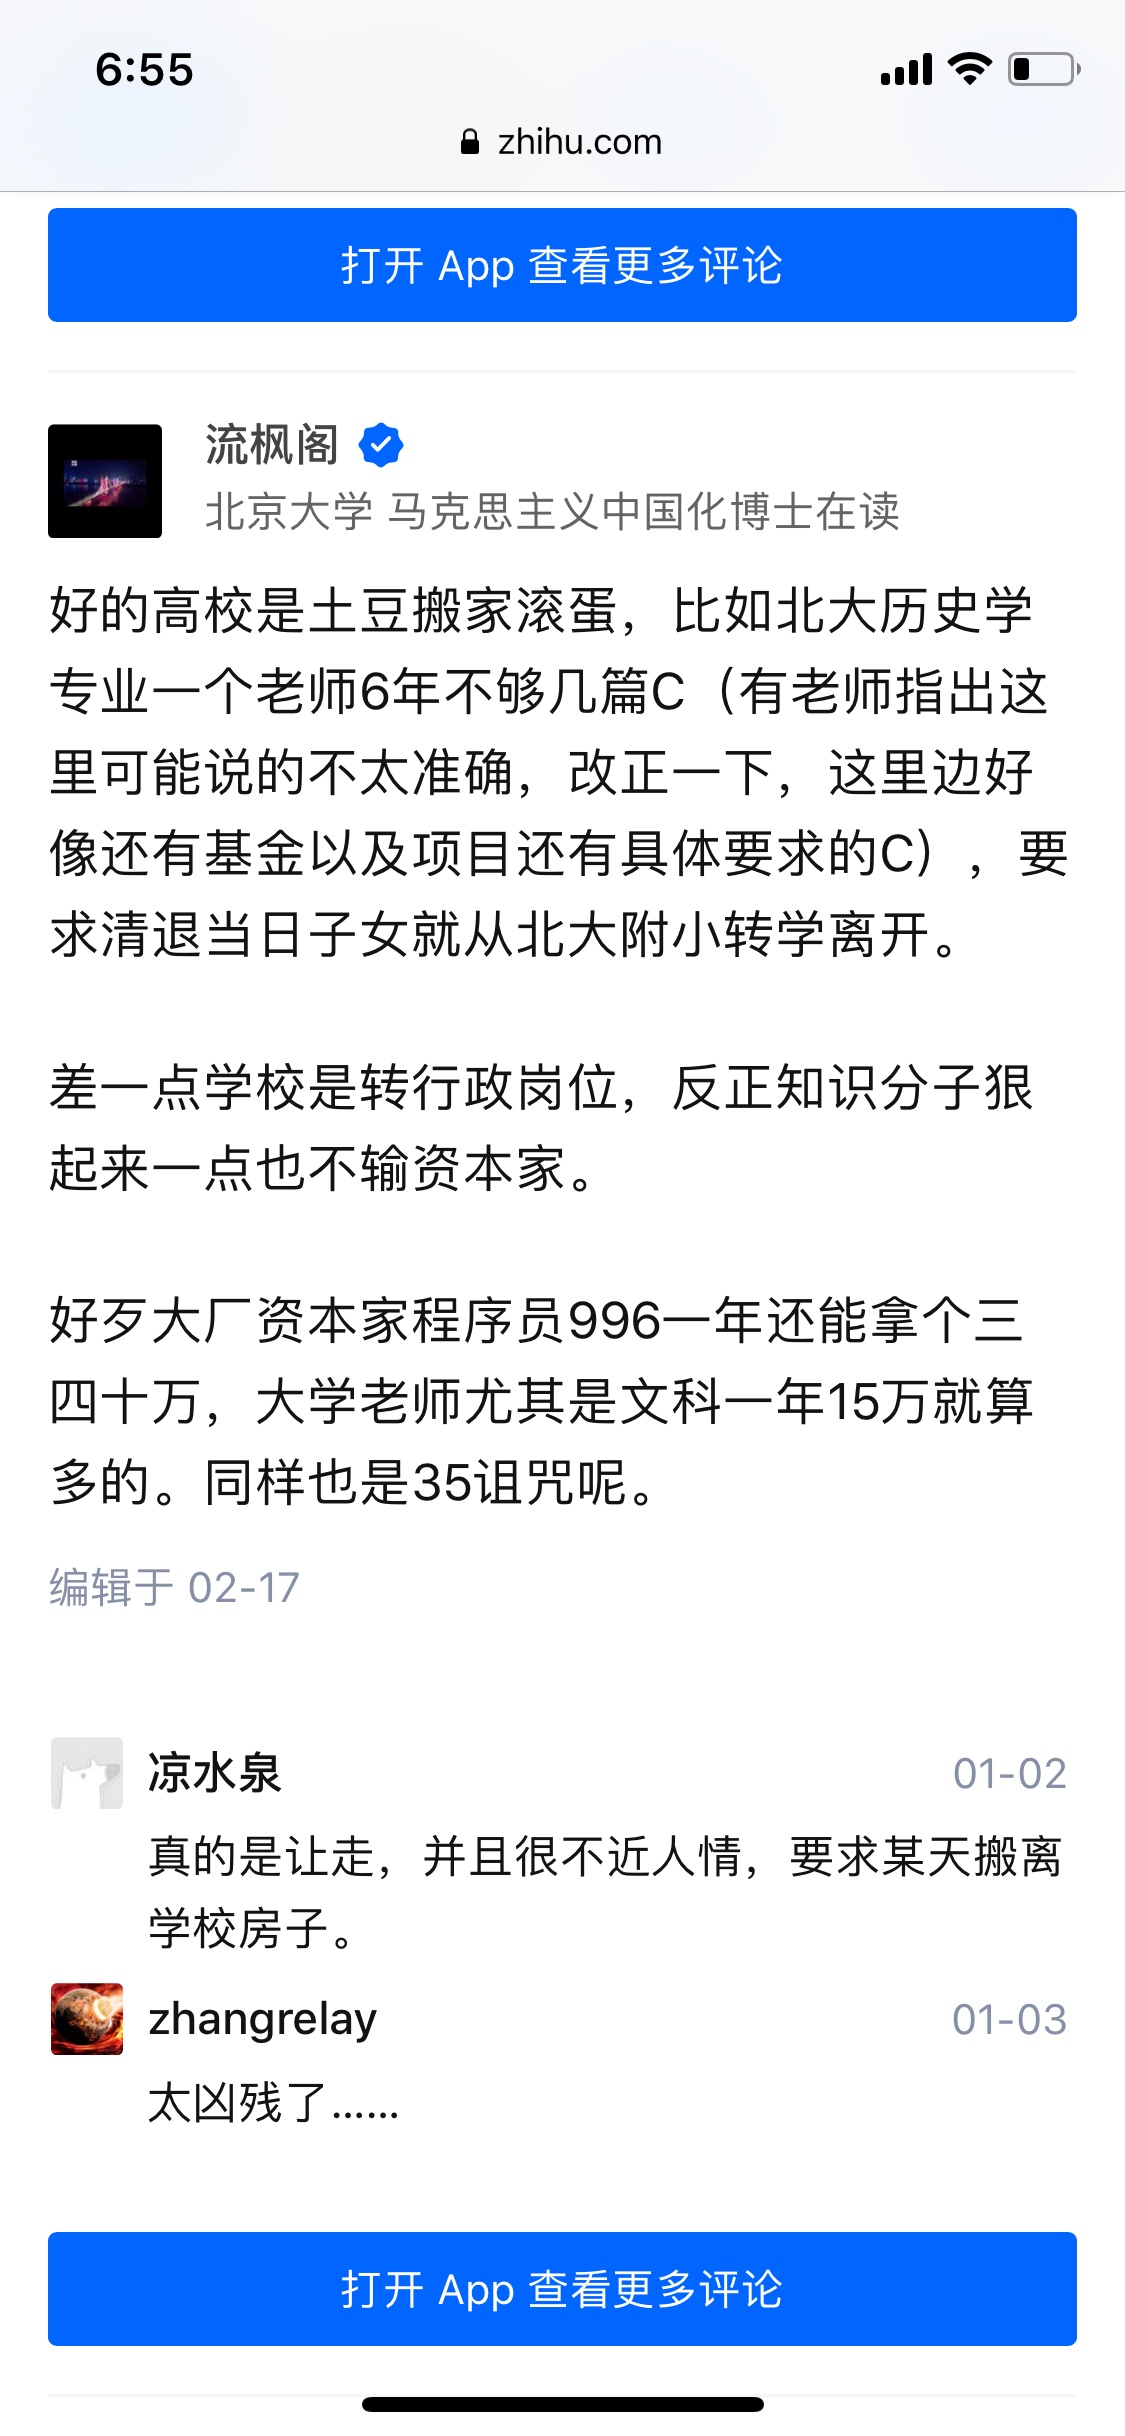 6:55
zhihu.com
打开 App 查看更多评论
流枫阁
北京大学 马克思主义中国化博士在读
好的高校是土豆搬家滚蛋，比如北大历史学
专业一个老师6年不够几篇C（有老师指出这
里可能说的不太准确，改正一下，这里边好
像还有基金以及项目还有具体要求的C），要
求清退当日子女就从北大附小转学离开。
差一点学校是转行政岗位，反正知识分子狠
起来一点也不输资本家。
好歹大厂资本家程序员996一年还能拿个三
四十万，大学老师尤其是文科一年15万就算
多的。同样也是35诅咒呢。
编辑于 02-17
凉水泉 01-02
真的是让走，并且很不近人情，要求某天搬离
学校房子。
zhangrelay 01-03
太凶残了......
打开 App 查看更多评论